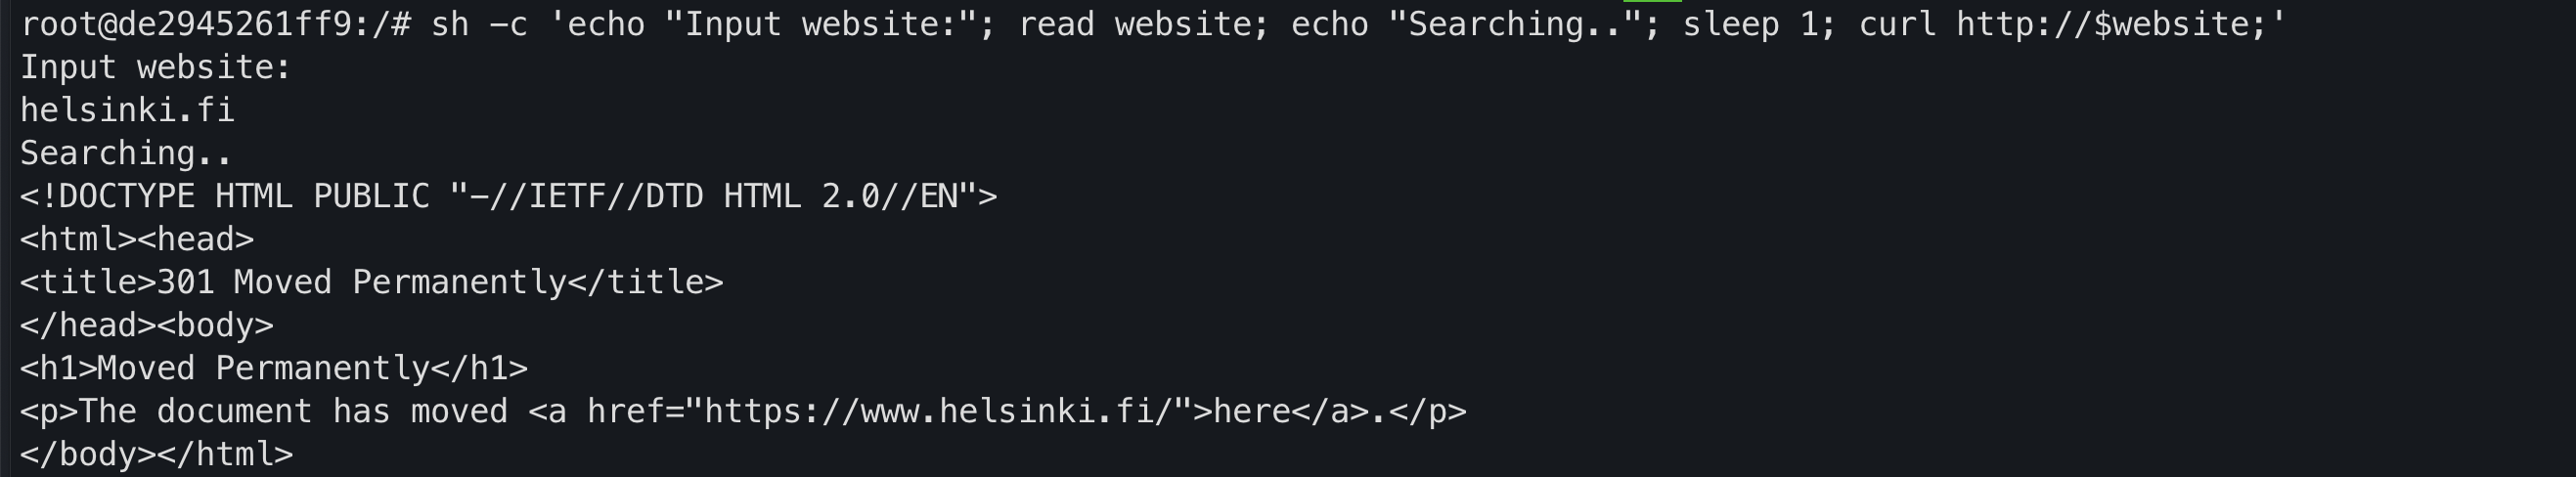 root@de2945261ff9:/# sh -c 'echo "Input website:"; read website; echo "Searching.."; sleep 1; curl http://$website;'
Input website:
helsinki.fi
Searching..
<!DOCTYPE HTML PUBLIC "-//IETF//DTD HTML 2.0//EN">
<html><head>
<title>301 Moved Permanently</title>
</head><body>
<h1>Moved Permanently</h1>
<p>The document has moved <a href="https://www.helsinki.fi/">here</a>.</p>
</body></html>